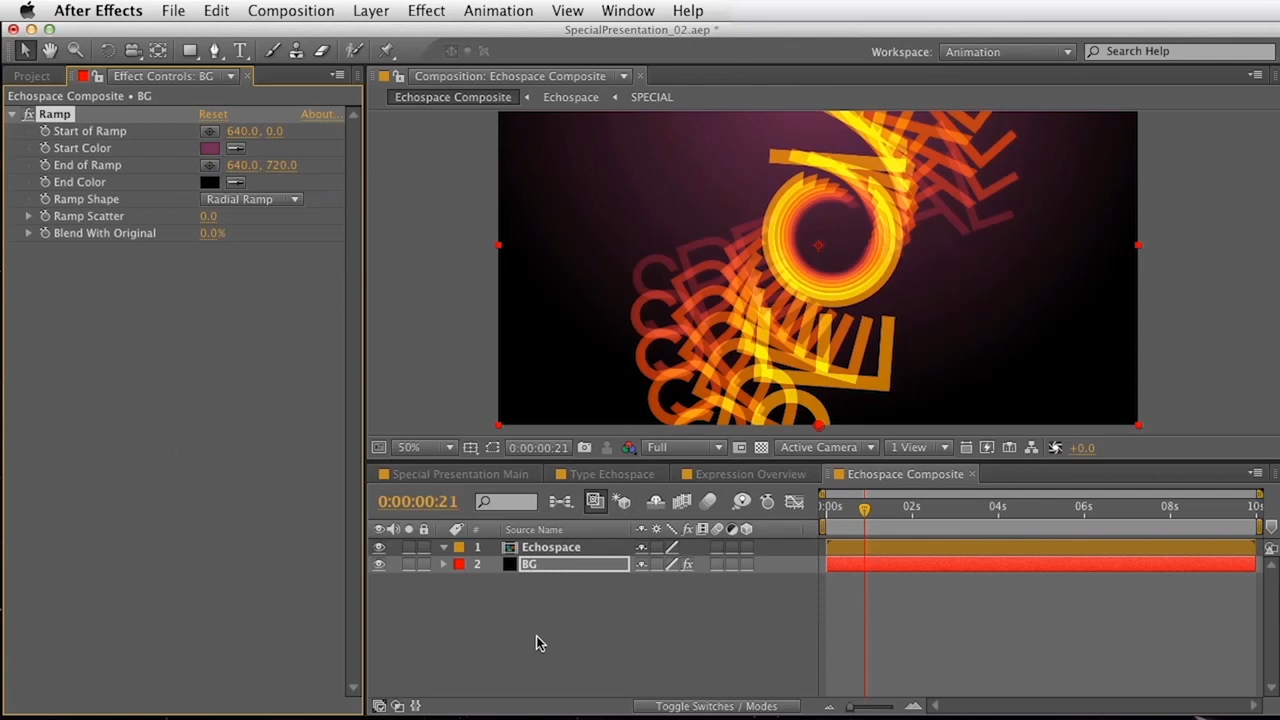 After Effects File Edit Composition Layer Effect Animation View Window Help
SpecialPresentation_02.aep *
Workspace: Animation Search Help
Project Effect Controls: BG
Composition: Echospace Composite
Echospace Composite • BG
Echospace Composite Echospace SPECIAL
fx Ramp Reset About...
Start of Ramp 640.0, 0.0
Start Color
End of Ramp 640.0, 720.0
End Color
Ramp Shape Radial Ramp
Ramp Scatter 0.0
Blend With Original 0.0%
50% 0:00:00:21 Full Active Camera 1 View +0.0
Special Presentation Main Type Echospace Expression Overview Echospace Composite
0:00:00:21
:00s 02s 04s 06s 08s 10s
# Source Name fx
1 Echospace
2 BG fx
Toggle Switches / Modes